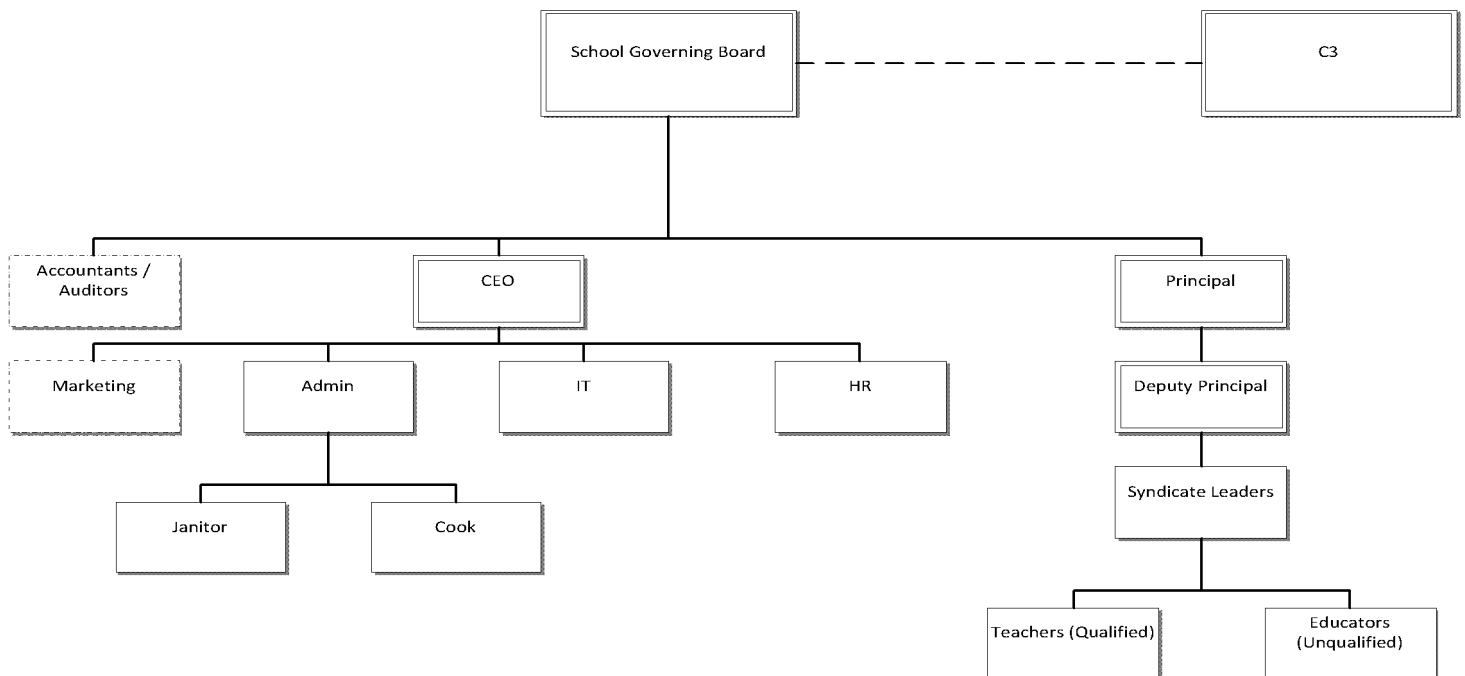 School Governing Board
C3
Accountants /
Auditors
CEO
Principal
Marketing
Admin
IT
HR
Deputy Principal
Syndicate Leaders
Janitor
Cook
Teachers (Qualified)
Educators
(Unqualified)